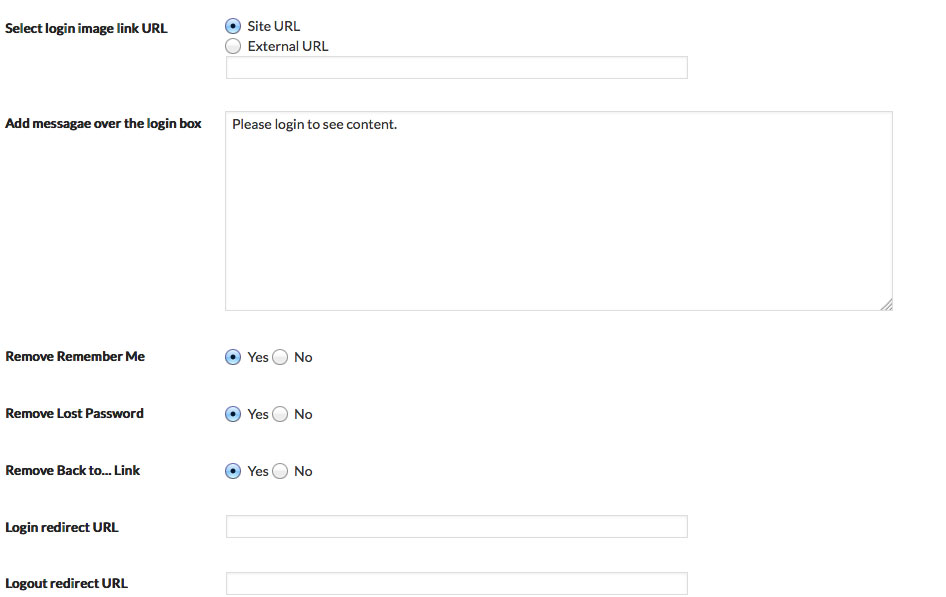 Select login image link URL
Site URL
External URL
Add messagae over the login box
Please login to see content.
Remove Remember Me
Yes No
Remove Lost Password
Yes No
Remove Back to... Link
Yes No
Login redirect URL
Logout redirect URL